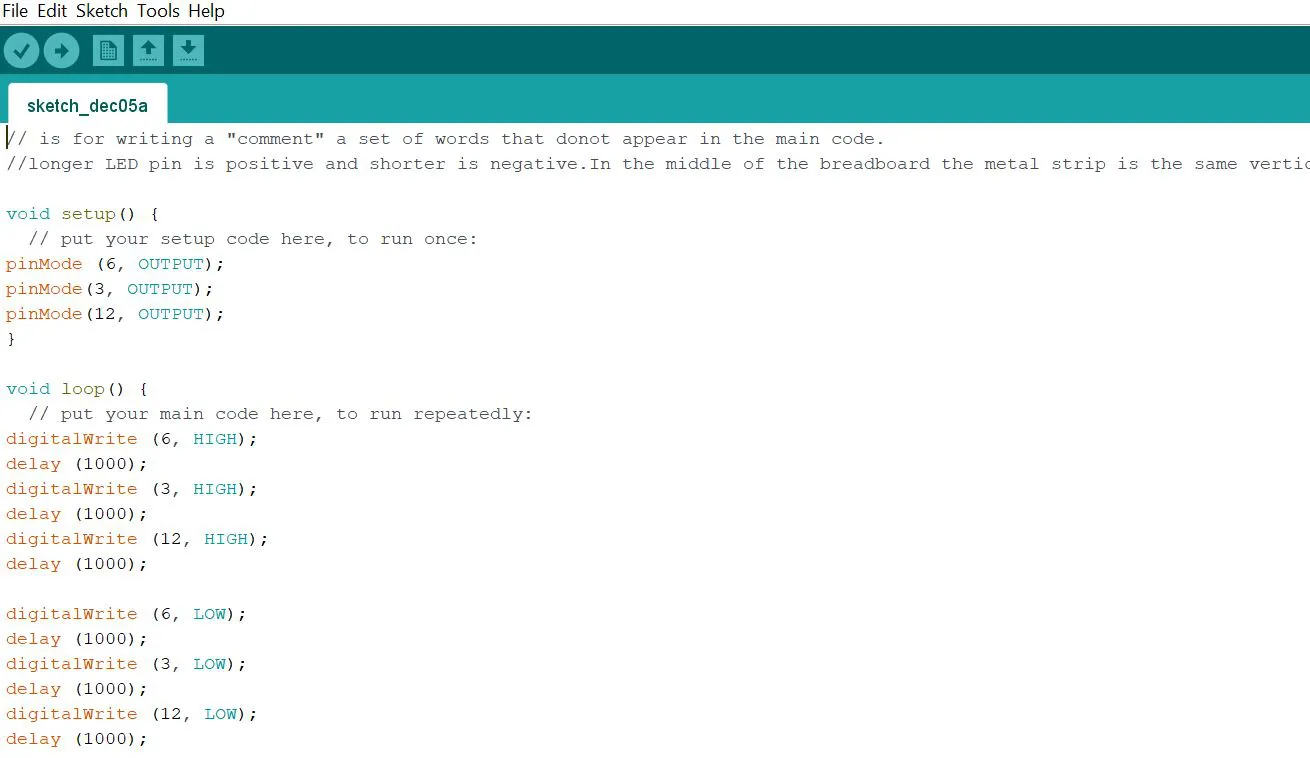 File Edit Sketch Tools Help
sketch_dec05a
// is for writing a "comment" a set of words that donot appear in the main code.
//longer LED pin is positive and shorter is negative.In the middle of the breadboard the metal strip is the same
void setup() {
// put your setup code here, to run once:
pinMode (6, OUTPUT);
pinMode(3, OUTPUT);
pinMode(12, OUTPUT);
}
void loop() {
// put your main code here, to run repeatedly:
digitalWrite (6, HIGH);
delay (1000);
digitalWrite (3, HIGH);
delay (1000);
digitalWrite (12, HIGH);
delay (1000);
digitalWrite (6, LOW);
delay (1000);
digitalWrite (3, LOW);
delay (1000);
digitalWrite (12, LOW);
delay (1000);